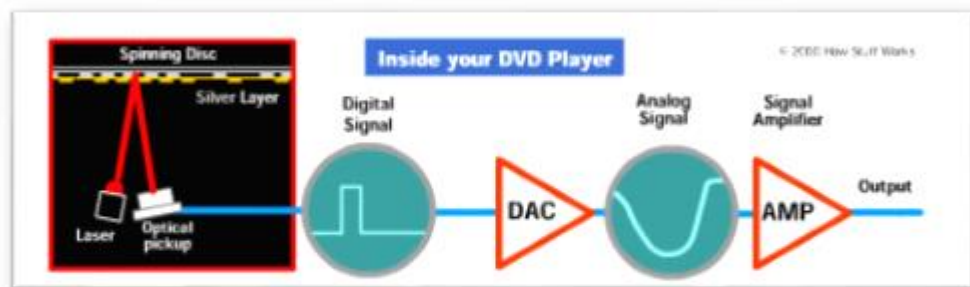 Spinning Disc
Inside your DVD Player
© 2000 How Stuff Works
Silver Layer
Digital
Signal
Analog
Signal
Signal
Amplifier
DAC
AMP
Output
Laser
Optical
pickup